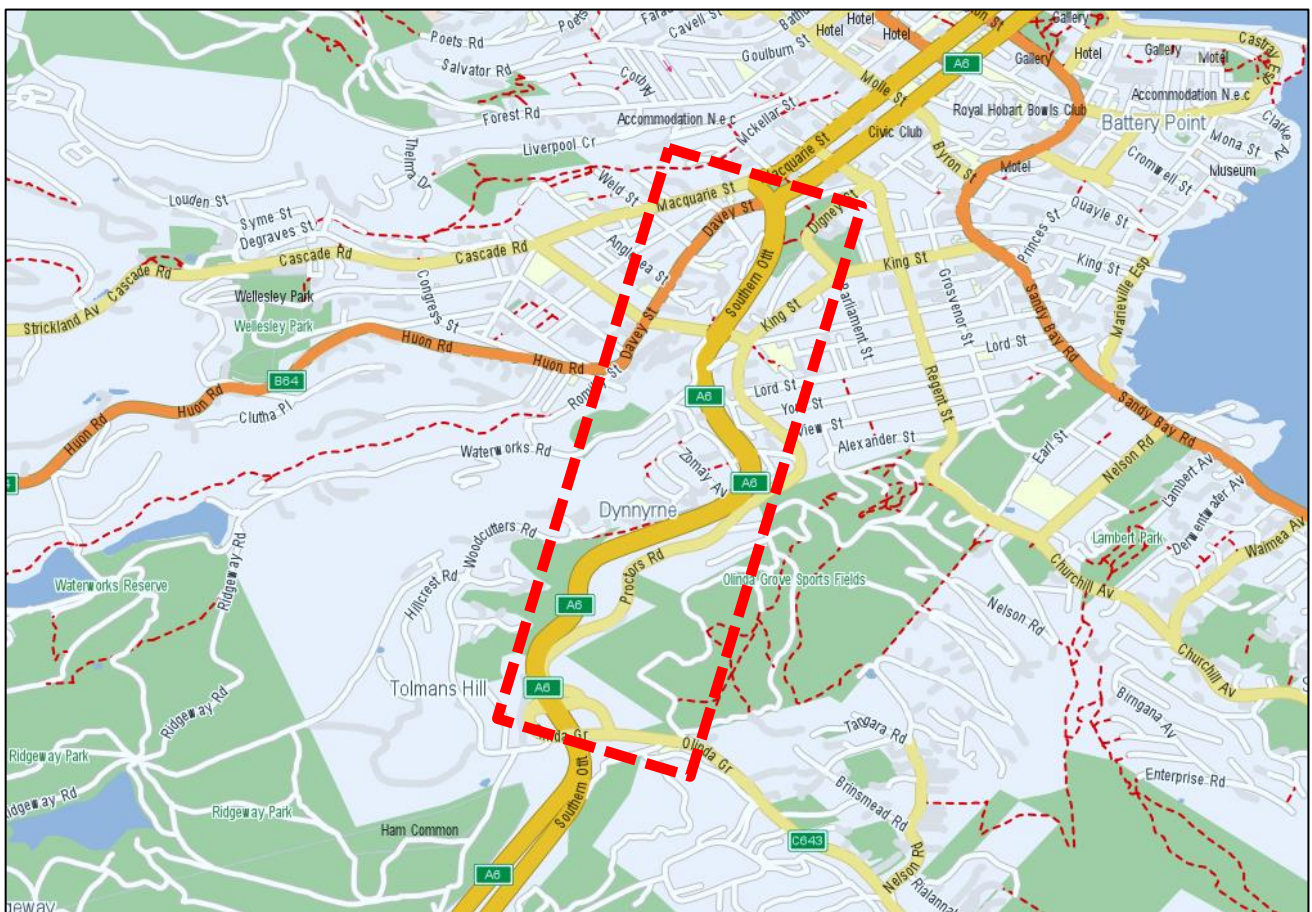 Poets Rd
Poets
Cavell St
Goulburn St
Hotel
Hotel
Hotel
Gallery
Hotel
Gallery
Motel
Castray Esp
Salvator Rd
Corby
A6
Gallery
Molle St
Accommodation N.e.c
Forest Rd
Accommodation N.e.c
Mckellar St
Royal Hobart Bowls Club
Battery Point
Clarke Av
Liverpool Cr
Civic Club
Mona St
Thelma Dr
Macquarie St
Byron St
Motel
Cromwell St
Museum
Weld St
Louden St
Macquarie St
Davey St
Digney St
Quayle St
Syme St
Degraves St
Princes St
Cascade Rd
Cascade Rd
Anglesea St
King St
King St
Cascade Rd
Southern Otlt
Wellesley Park
Congress St
Grosvenor St
Marieville Esp
Strickland Av
Wellesley Park
King St
Parliament St
Sandy Bay Rd
Davey St
Lord St
Huon Rd
Huon Rd
B64
Huon Rd
Regent St
Lord St
A6
Clutha Pl
York St
Sandy Bay Rd
Huon Rd
View St
Alexander St
Waterworks Rd
Earl St
Nelson Rd
Zomay Av
Lambert Av
A6
Dynnyrne
Derwentwater Av
Woodcutters Rd
Waimea Av
Lambert Park
Ridgeway Rd
Waterworks Reserve
Hillcrest Rd
Proctors Rd
Olinda Grove Sports Fields
Churchill Av
A6
Nelson Rd
Churchill Av
Tolmans Hill
A6
Birngana Av
Ridgeway Rd
Tangara Rd
Olinda Gr
Ridgeway Park
Enterprise Rd
Southern Otlt
Brinsmead Rd
Ridgeway Park
Ham Common
C643
A6
Nelson Rd